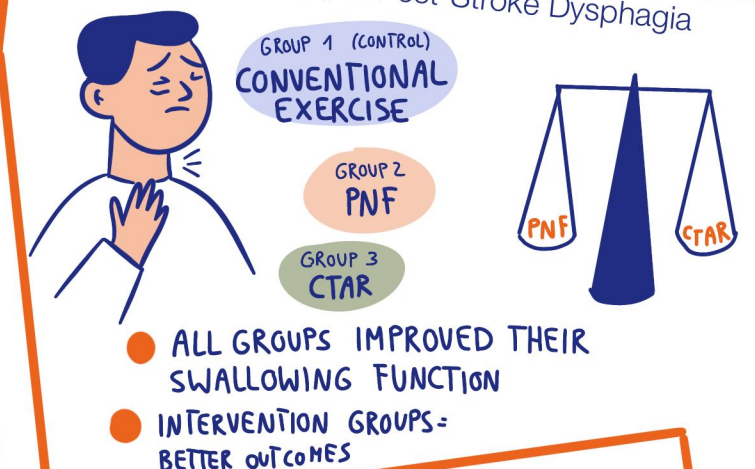 Stroke Dysphagia
GROUP 1 (CONTROL)
CONVENTIONAL
EXERCISE
GROUP 2
PNF
GROUP 3
CTAR
PNF
CTAR
ALL GROUPS IMPROVED THEIR
SWALLOWING FUNCTION
INTERVENTION GROUPS=
BETTER OUTCOMES